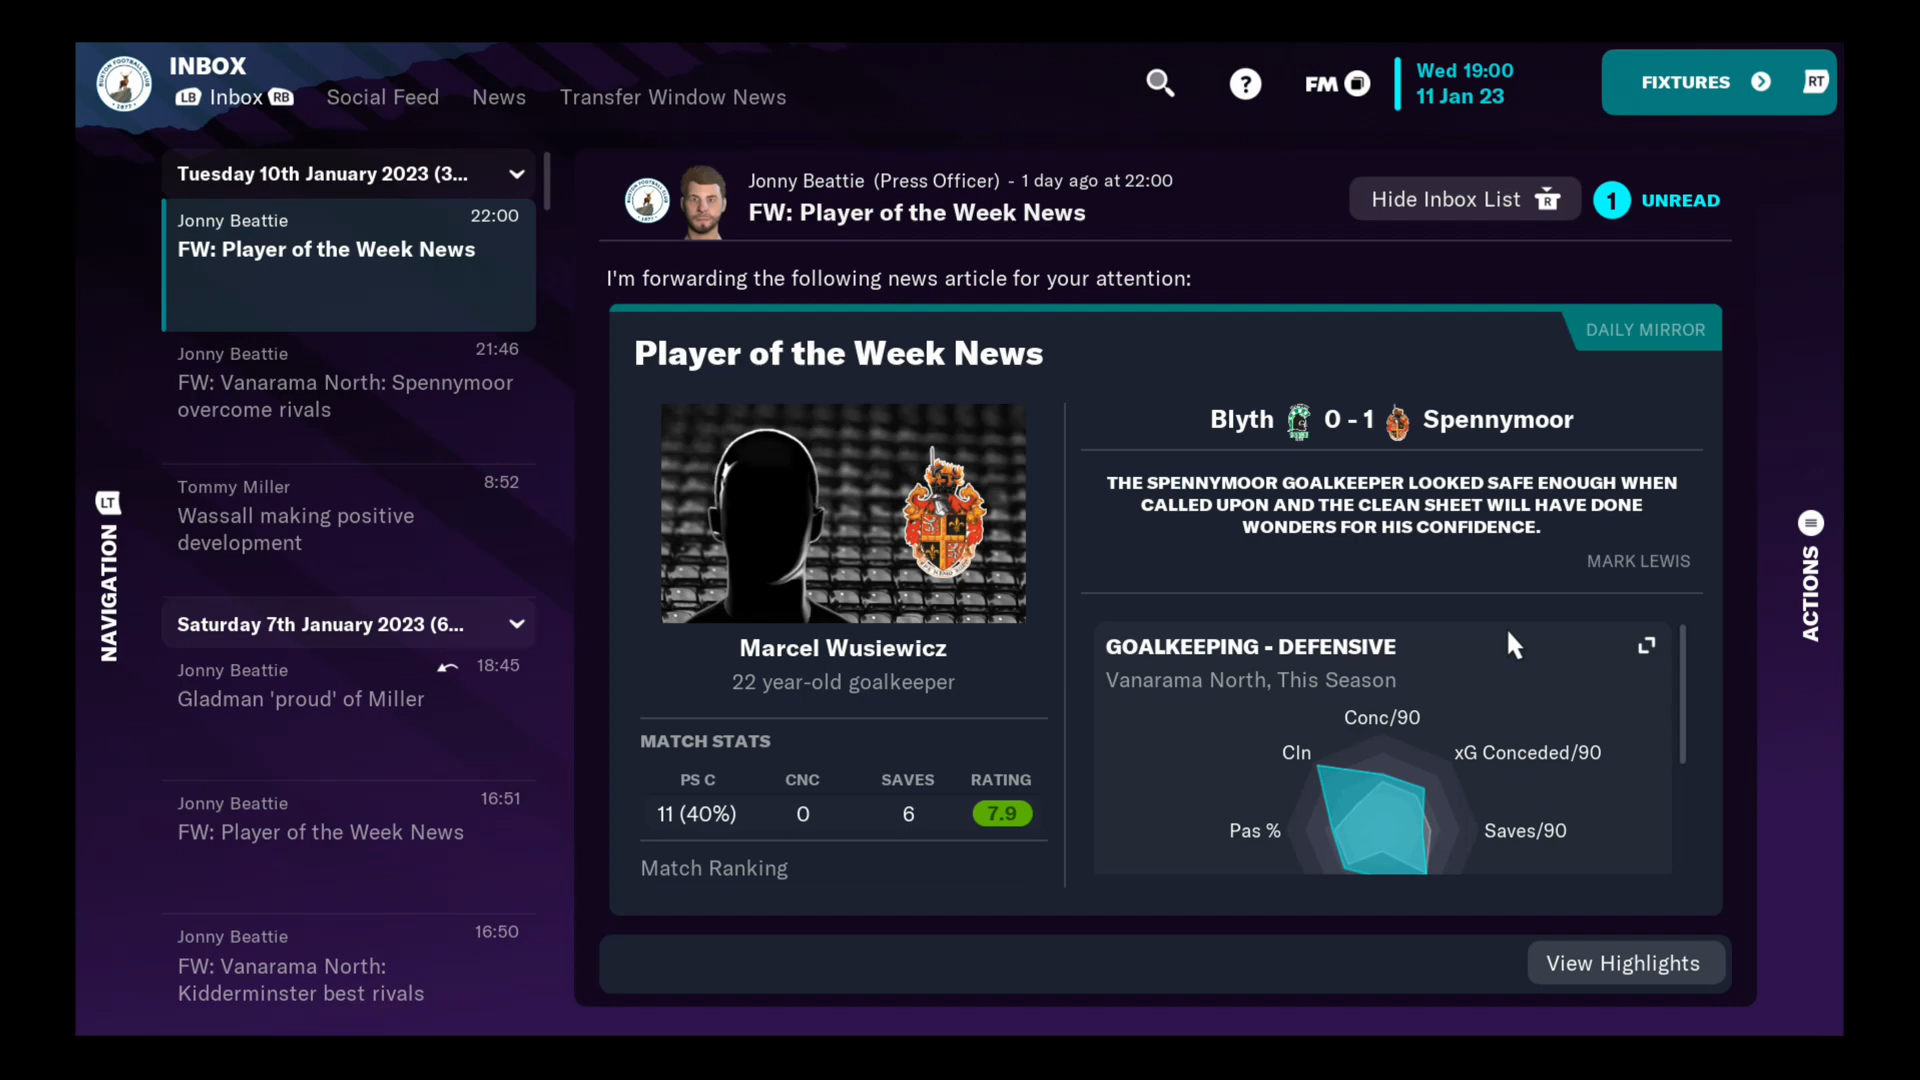 INBOX
LB Inbox RB
Social Feed
News
Transfer Window News
?
FM
Wed 19:00
11 Jan 23
FIXTURES
RT
Tuesday 10th January 2023 (3...
Jonny Beattie
22:00
FW: Player of the Week News
Jonny Beattie
21:46
FW: Vanarama North: Spennymoor
overcome rivals
Tommy Miller
8:52
Wassall making positive
development
Saturday 7th January 2023 (6...
Jonny Beattie
18:45
Gladman 'proud' of Miller
Jonny Beattie
16:51
FW: Player of the Week News
Jonny Beattie
16:50
FW: Vanarama North:
Kidderminster best rivals
LT
NAVIGATION
Jonny Beattie (Press Officer) - 1 day ago at 22:00
FW: Player of the Week News
Hide Inbox List R
1 UNREAD
I'm forwarding the following news article for your attention:
DAILY MIRROR
Player of the Week News
Marcel Wusiewicz
22 year-old goalkeeper
MATCH STATS
PS C CNC SAVES RATING
11 (40%) 0 6 7.9
Match Ranking
Blyth 0 - 1 Spennymoor
THE SPENNYMOOR GOALKEEPER LOOKED SAFE ENOUGH WHEN
CALLED UPON AND THE CLEAN SHEET WILL HAVE DONE
WONDERS FOR HIS CONFIDENCE.
MARK LEWIS
GOALKEEPING - DEFENSIVE
Vanarama North, This Season
Conc/90
Cln
xG Conceded/90
Pas %
Saves/90
View Highlights
ACTIONS